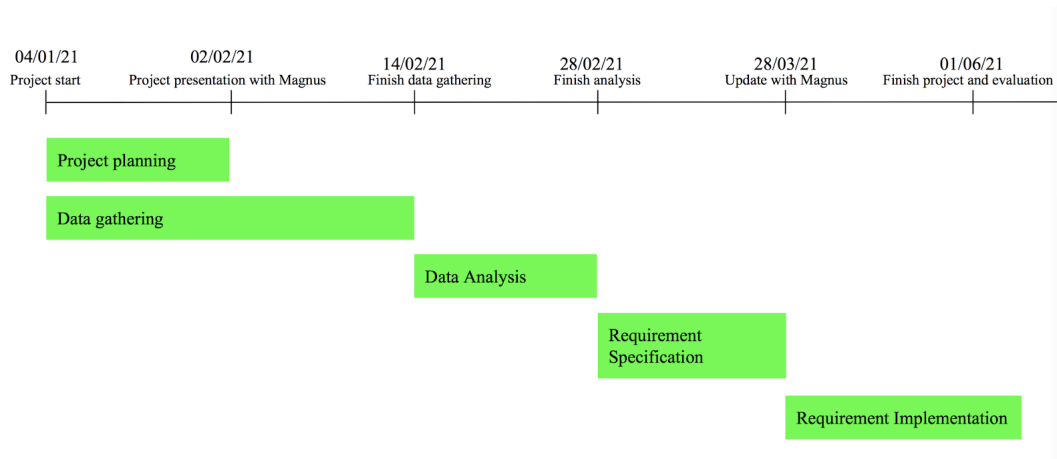 04/01/21
Project start
02/02/21
Project presentation with Magnus
14/02/21
Finish data gathering
28/02/21
Finish analysis
28/03/21
Update with Magnus
01/06/21
Finish project and evaluation
Project planning
Data gathering
Data Analysis
Requirement
Specification
Requirement Implementation